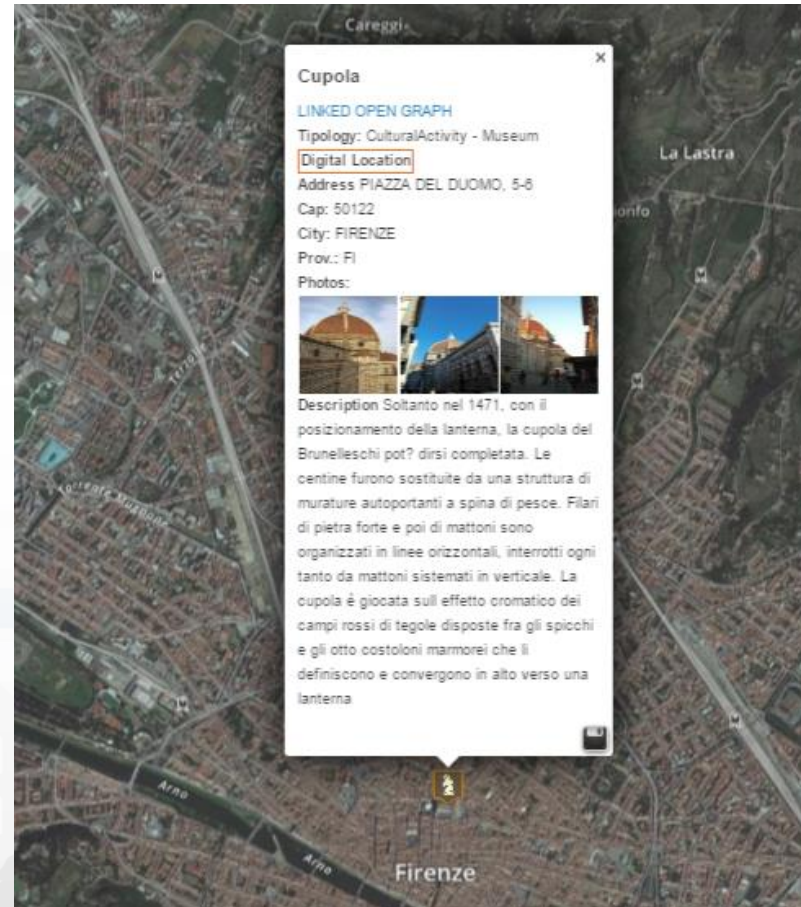 Careggi
Cupola
×
LINKED OPEN GRAPH
Tipology: CulturalActivity - Museum
Digital Location
Address PIAZZA DEL DUOMO, 5-6
Cap: 50122
City: FIRENZE
Prov.: FI
Photos:
Description Soltanto nel 1471, con il
posizionamento della lanterna, la cupola del
Brunelleschi pot? dirsi completata. Le
centine furono sostituite da una struttura di
murature autoportanti a spina di pesce. Filari
di pietra forte e poi di mattoni sono
organizzati in linee orizzontali, interrotti ogni
tanto da mattoni sistemati in verticale. La
cupola è giocata sull effetto cromatico dei
campi rossi di tegole disposte fra gli spicchi
e gli otto costoloni marmorei che li
definiscono e convergono in alto verso una
lanterna
La Lastra
onfo
Terzolle
Torrente Mugnone
Arno
Arno
Firenze